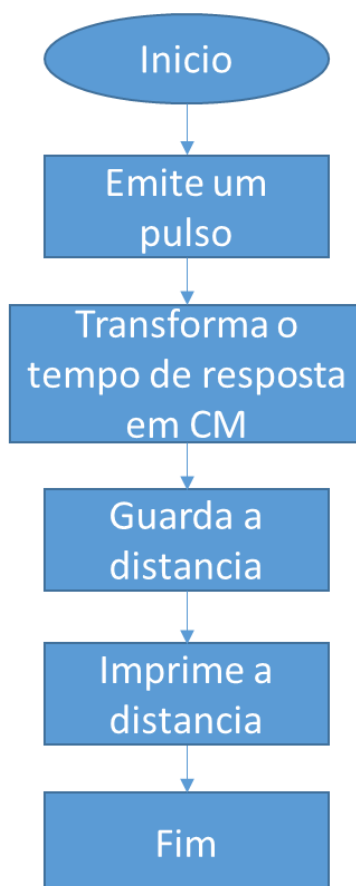 Inicio
Emite um
pulso
Transforma o
tempo de resposta
em CM
Guarda a
distancia
Imprime a
distancia
Fim